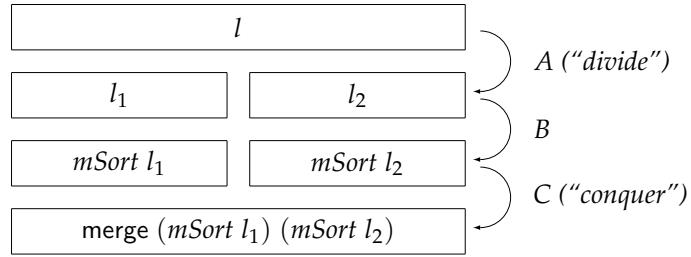 l
A (“divide”)
l₁ l₂
B
mSort l₁ mSort l₂
C (“conquer”)
merge (mSort l₁) (mSort l₂)